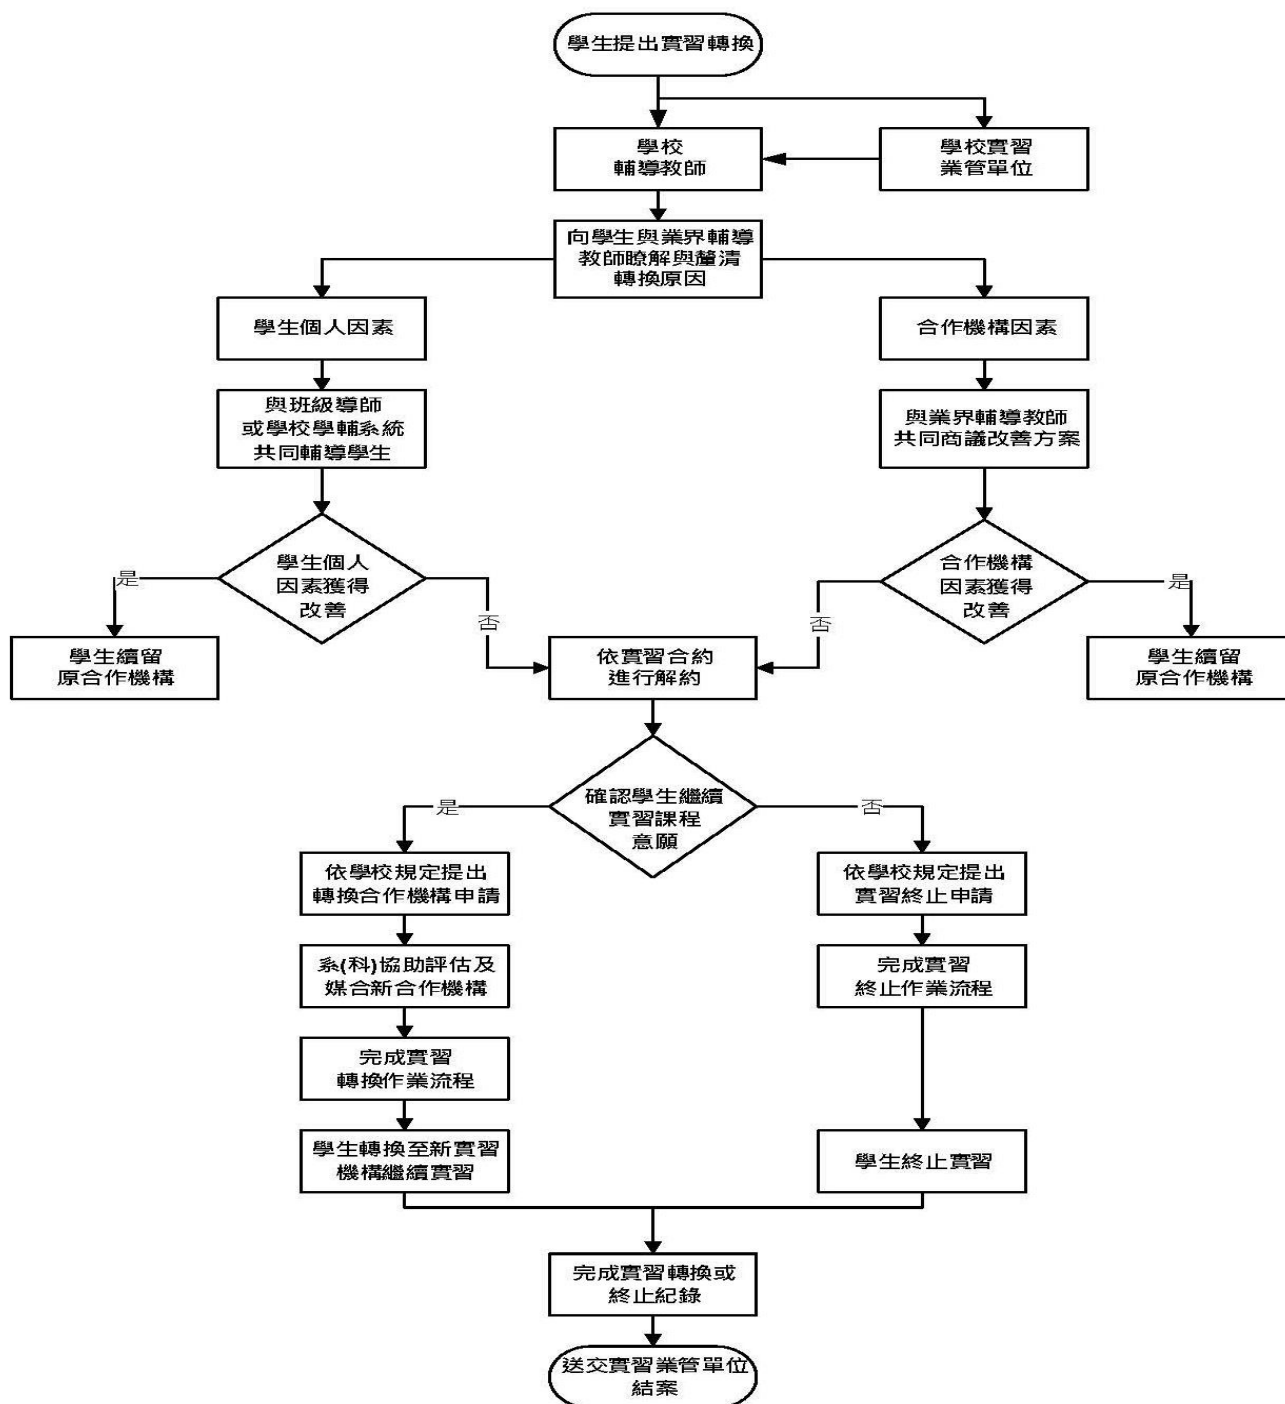 學生提出實習轉換
學校
輔導教師
學校實習
業管單位
向學生與業界輔導
教師瞭解與釐清
轉換原因
學生個人因素
合作機構因素
與班級導師
或學校學輔系統
共同輔導學生
與業界輔導教師
共同商議改善方案
學生個人
因素獲得
改善
合作機構
因素獲得
改善
是
否
否
是
學生續留
原合作機構
依實習合約
進行解約
學生續留
原合作機構
確認學生繼續
實習課程
意願
是
否
依學校規定提出
轉換合作機構申請
依學校規定提出
實習終止申請
系(科)協助評估及
媒合新合作機構
完成實習
終止作業流程
完成實習
轉換作業流程
學生轉換至新實習
機構繼續實習
學生終止實習
完成實習轉換或
終止紀錄
送交實習業管單位
結案